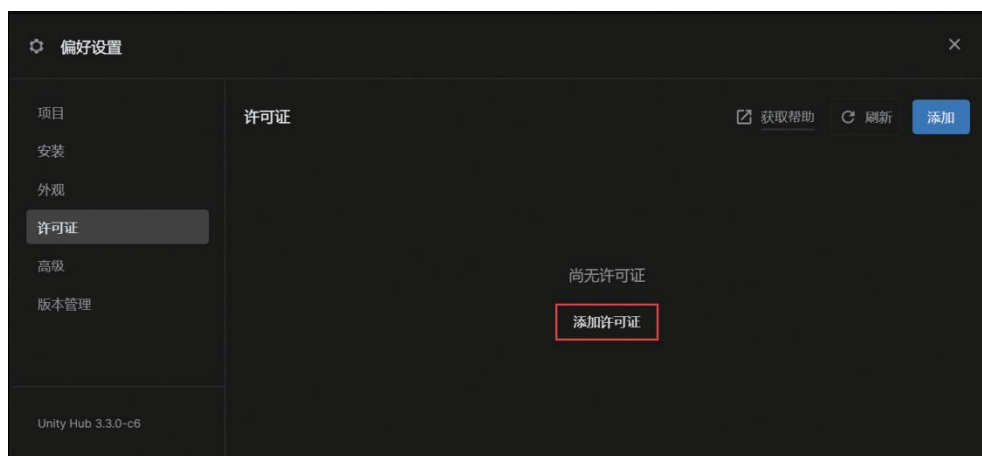 偏好设置
项目
安装
外观
许可证
高级
版本管理
Unity Hub 3.3.0-c6
许可证
获取帮助
刷新
添加
尚无许可证
添加许可证